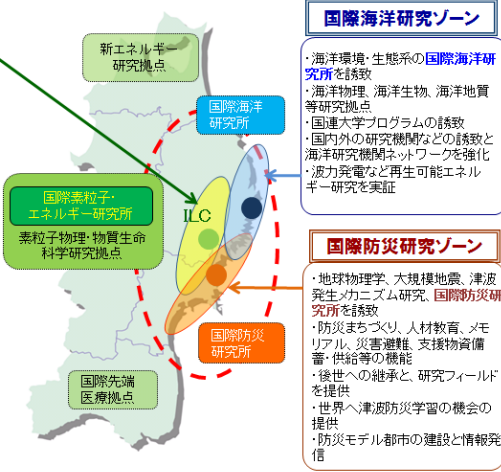 新エネルギー
研究拠点
国際海洋
研究所
国際素粒子・
エネルギー研究所
素粒子物理・物質生命
科学研究拠点
ILC
国際防災
研究所
国際先端
医療拠点
国際海洋研究ゾーン
・海洋環境・生態系の国際海洋研
究所を誘致
・海洋物理、海洋生物、海洋地質
等研究拠点
・国連大学プログラムの誘致
・国内外の研究機関などの誘致と
海洋研究機関ネットワークを強化
・波力発電など再生可能エネル
ギー研究を実証
国際防災研究ゾーン
・地球物理学、大規模地震、津波
発生メカニズム研究、国際防災研
究所を誘致
・防災まちづくり、人材教育、メモ
リアル、災害避難、支援物資備
蓄・供給等の機能
・後世への継承と、研究フィールド
を提供
・世界へ津波防災学習の機会の
提供
・防災モデル都市の建設と情報発
信